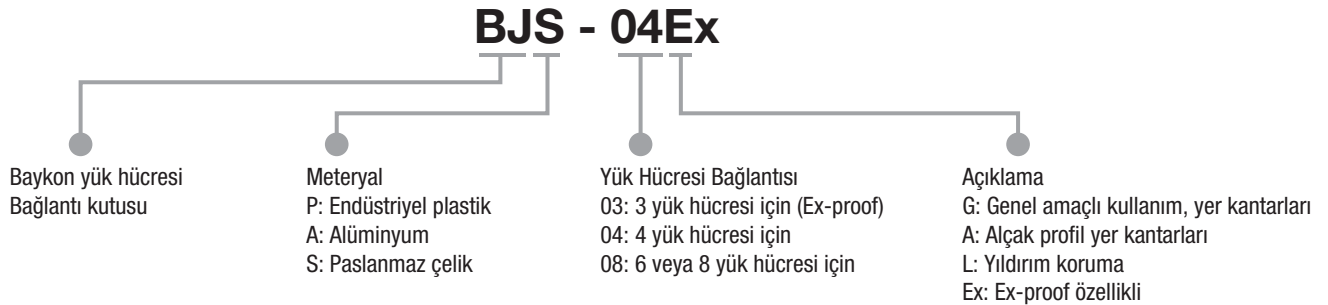 BJS - 04Ex
Baykon yük hücresi
Bağlantı kutusu
Meteryal
P: Endüstriyel plastik
A: Alüminyum
S: Paslanmaz çelik
Yük Hücresi Bağlantısı
03: 3 yük hücresi için (Ex-proof)
04: 4 yük hücresi için
08: 6 veya 8 yük hücresi için
Açıklama
G: Genel amaçlı kullanım, yer kantarları
A: Alçak profil yer kantarları
L: Yıldırım koruma
Ex: Ex-proof özellikli